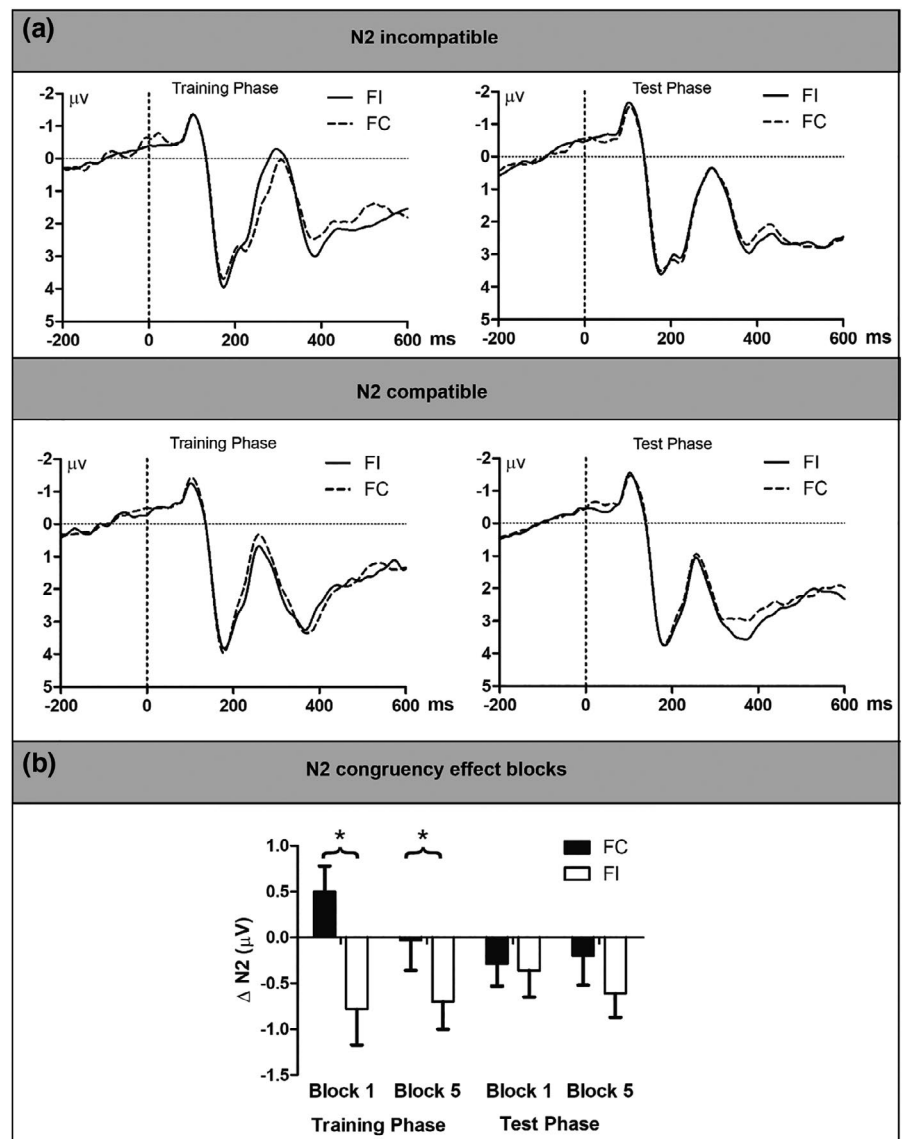 (a)
N2 incompatible
Training Phase
Test Phase
μv
FI
FC
-2
-1
0
1
2
3
4
5
-200
0
200
400
600
ms
μv
FI
FC
-2
-1
0
1
2
3
4
5
-200
0
200
400
600
ms
N2 compatible
Training Phase
Test Phase
μv
FI
FC
-2
-1
0
1
2
3
4
5
-200
0
200
400
600
ms
μv
FI
FC
-2
-1
0
1
2
3
4
5
-200
0
200
400
600
ms
(b)
N2 congruency effect blocks
* *
FC
FI
Δ N2 (μV)
1.0
0.5
0.0
-0.5
-1.0
-1.5
Block 1 Block 5 Block 1 Block 5
Training Phase Test Phase